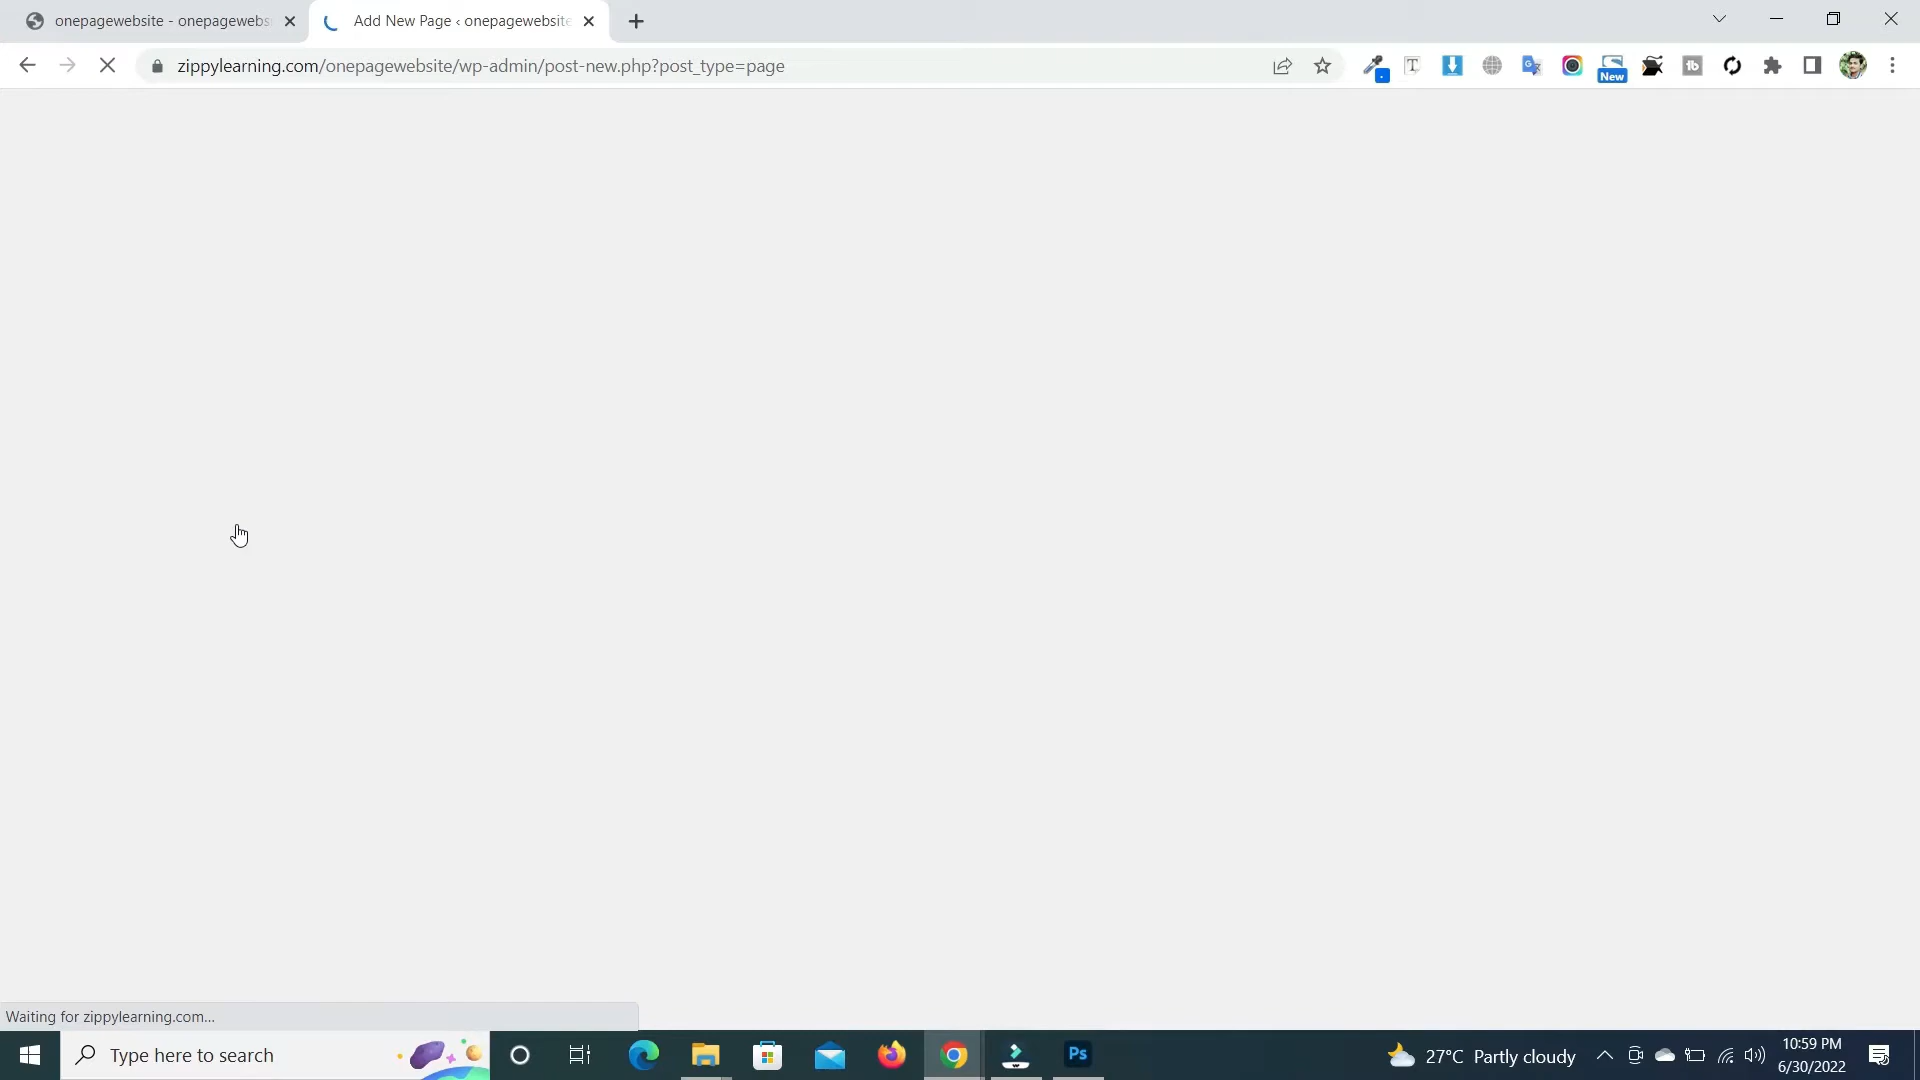 onepagewebsite - onepagewebs
Add New Page ‹ onepagewebsite
zippylearning.com/onepagewebsite/wp-admin/post-new.php?post_type=page
T
New
tb
Waiting for zippylearning.com...
Type here to search
Ps
27°C Partly cloudy
10:59 PM
6/30/2022